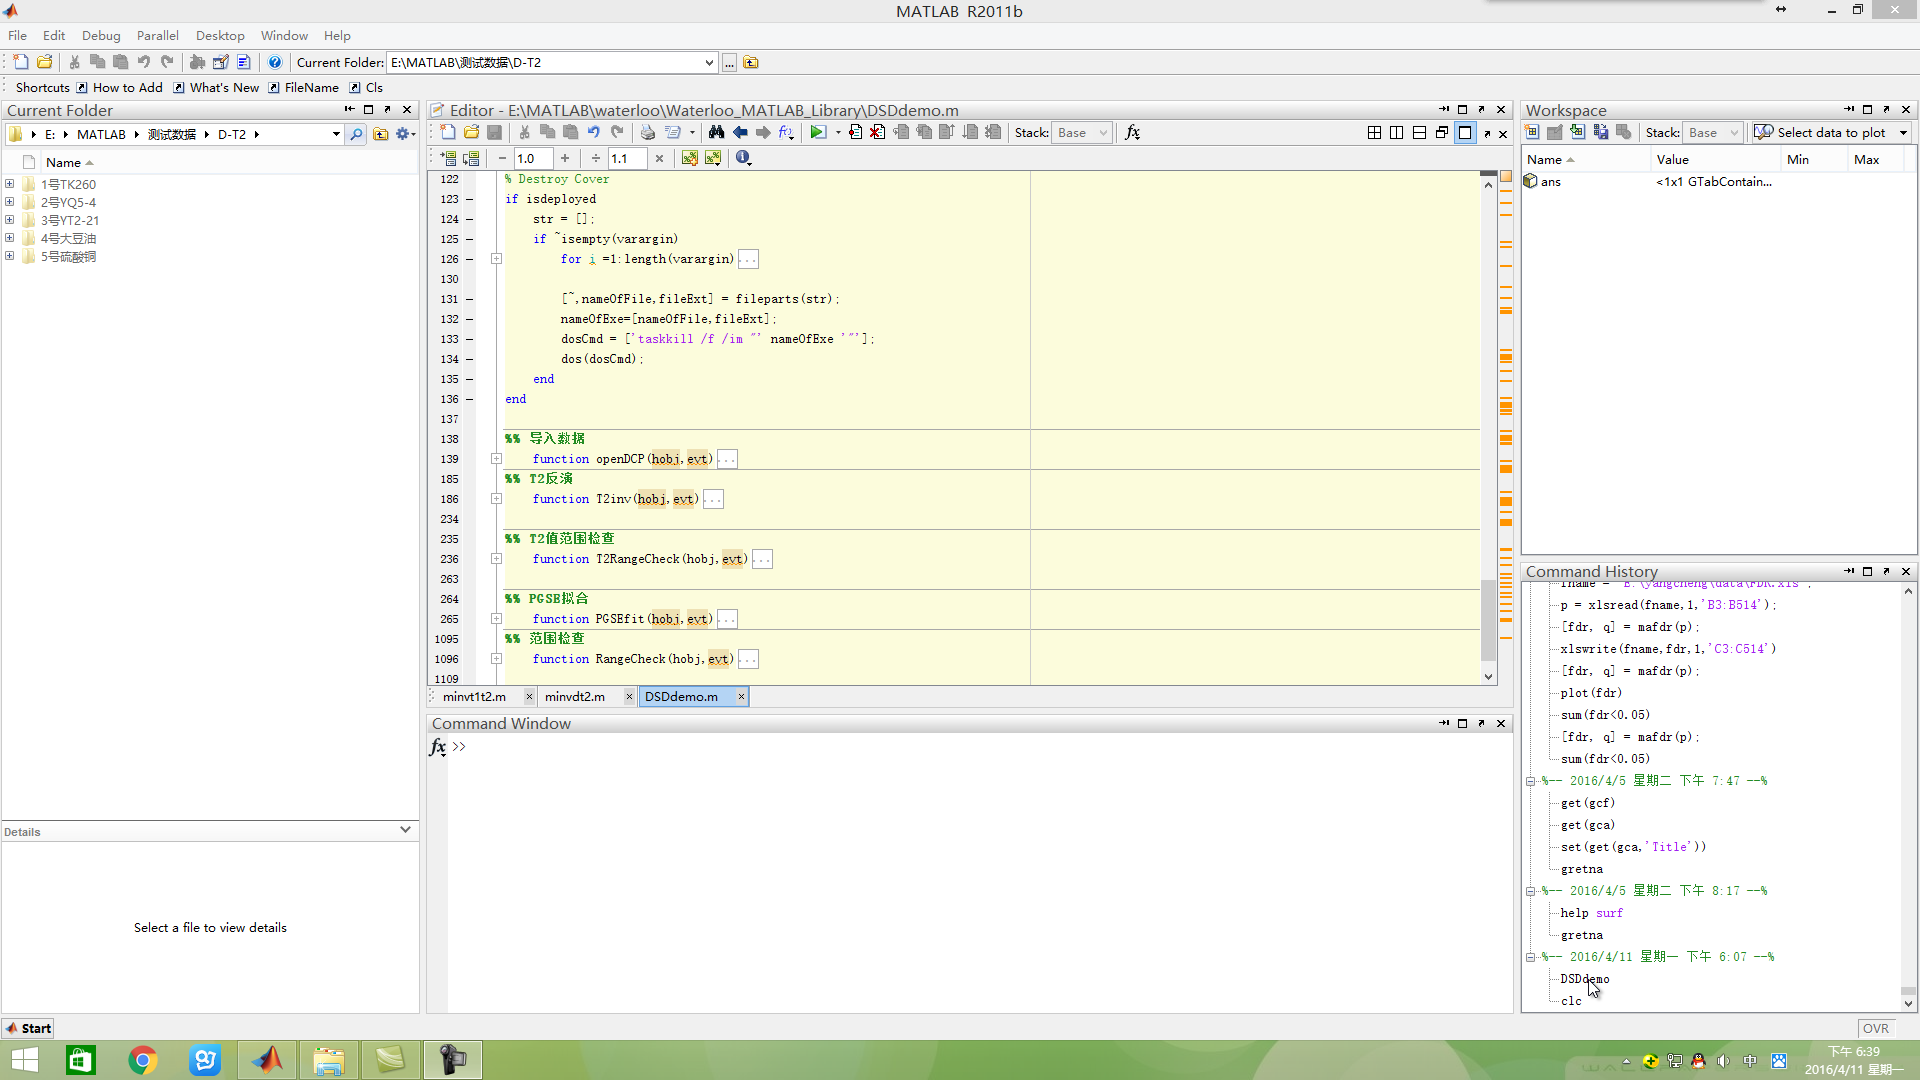 MATLAB R2011b
File Edit Debug Parallel Desktop Window Help
Current Folder: E:\MATLAB\测试数据\D-T2 ...
Shortcuts How to Add What's New FileName Cls
Current Folder
E: MATLAB 测试数据 D-T2
Name
1号TK260
2号YQ5-4
3号YT2-21
4号大豆油
5号硫酸铜
Details
Select a file to view details
Editor - E:\MATLAB\waterloo\Waterloo_MATLAB_Library\DSDdemo.m
Stack: Base fx
− 1.0 + ÷ 1.1 ×
122 % Destroy Cover
123 – if isdeployed
124 – str = [];
125 – if ~isempty(varargin)
126 – for i =1:length(varargin)...
130
131 – [~,nameOfFile,fileExt] = fileparts(str);
132 – nameOfExe=[nameOfFile,fileExt];
133 – dosCmd = ['taskkill /f /im "' nameOfExe '"'];
134 – dos(dosCmd);
135 – end
136 – end
137
138 %% 导入数据
139 function openDCP(hobj,evt)...
185 %% T2反演
186 function T2inv(hobj,evt)...
234
235 %% T2值范围检查
236 function T2RangeCheck(hobj,evt)...
263
264 %% PGSE拟合
265 function PGSEfit(hobj,evt)...
1095 %% 范围检查
1096 function RangeCheck(hobj,evt)...
1109
minvt1t2.m × minvdt2.m × DSDdemo.m ×
Command Window
fx >>
Workspace
Stack: Base Select data to plot
Name Value Min Max
ans <1x1 GTabContain...
Command History
fname = 'E:\yangcheng\data\FDR.xls';
p = xlsread(fname,1,'B3:B514');
[fdr, q] = mafdr(p);
xlswrite(fname,fdr,1,'C3:C514')
[fdr, q] = mafdr(p);
plot(fdr)
sum(fdr<0.05)
[fdr, q] = mafdr(p);
sum(fdr<0.05)
%-- 2016/4/5 星期二 下午 7:47 --%
get(gcf)
get(gca)
set(get(gca,'Title'))
gretna
%-- 2016/4/5 星期二 下午 8:17 --%
help surf
gretna
%-- 2016/4/11 星期一 下午 6:07 --%
DSDdemo
clc
Start
OVR
中
下午 6:39
2016/4/11 星期一